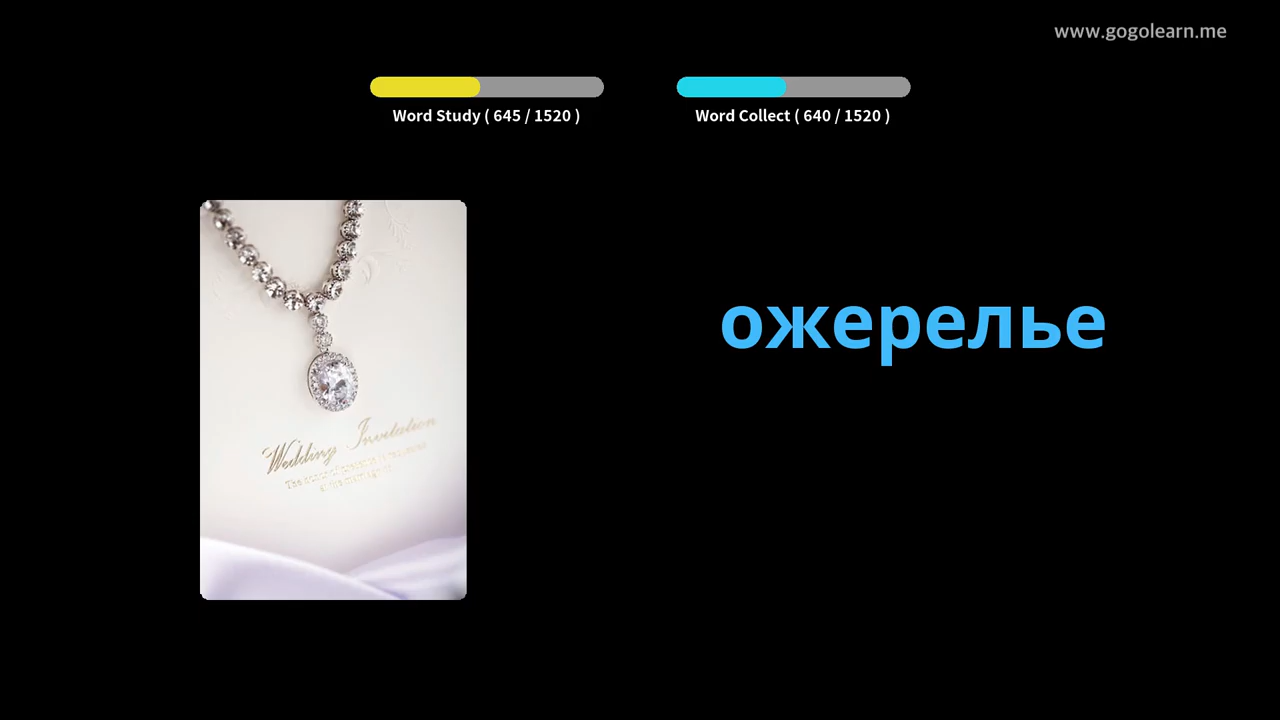 www.gogolearn.me
Word Study ( 645 / 1520 )
Word Collect ( 640 / 1520 )
ожерелье
Wedding Invitation